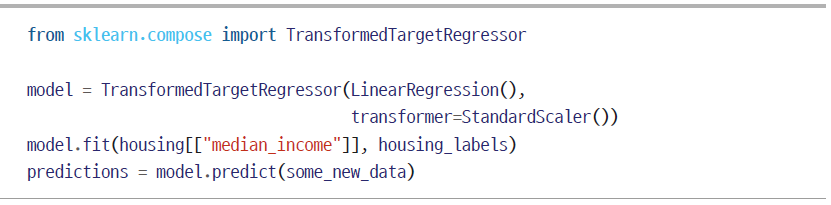 from sklearn.compose import TransformedTargetRegressor
model = TransformedTargetRegressor(LinearRegression(),
transformer=StandardScaler())
model.fit(housing[["median_income"]], housing_labels)
predictions = model.predict(some_new_data)